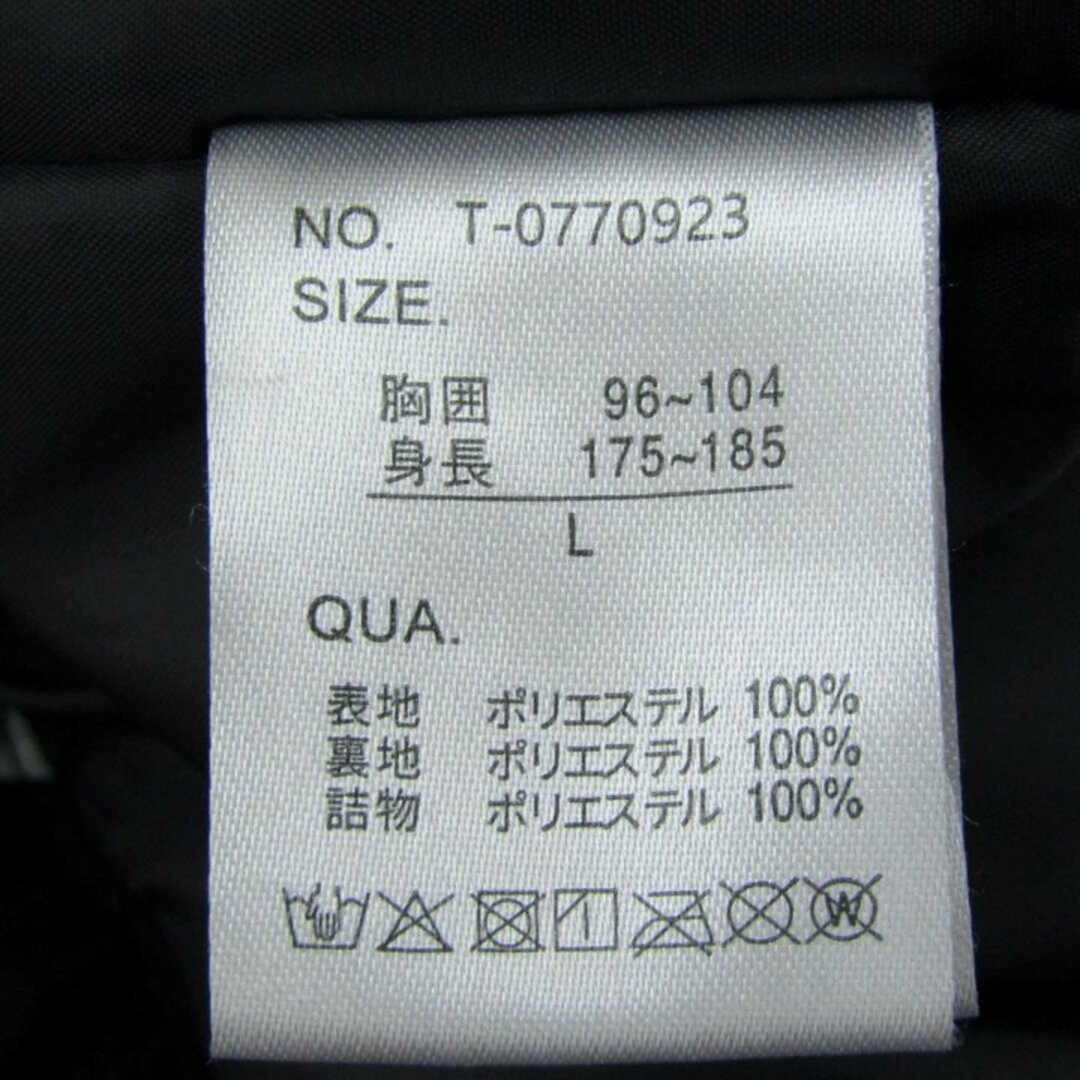 NO. T-0770923
SIZE.
胸囲 96~104
身長 175~185
L
QUA.
表地 ポリエステル 100%
裏地 ポリエステル 100%
詰物 ポリエステル 100%
W